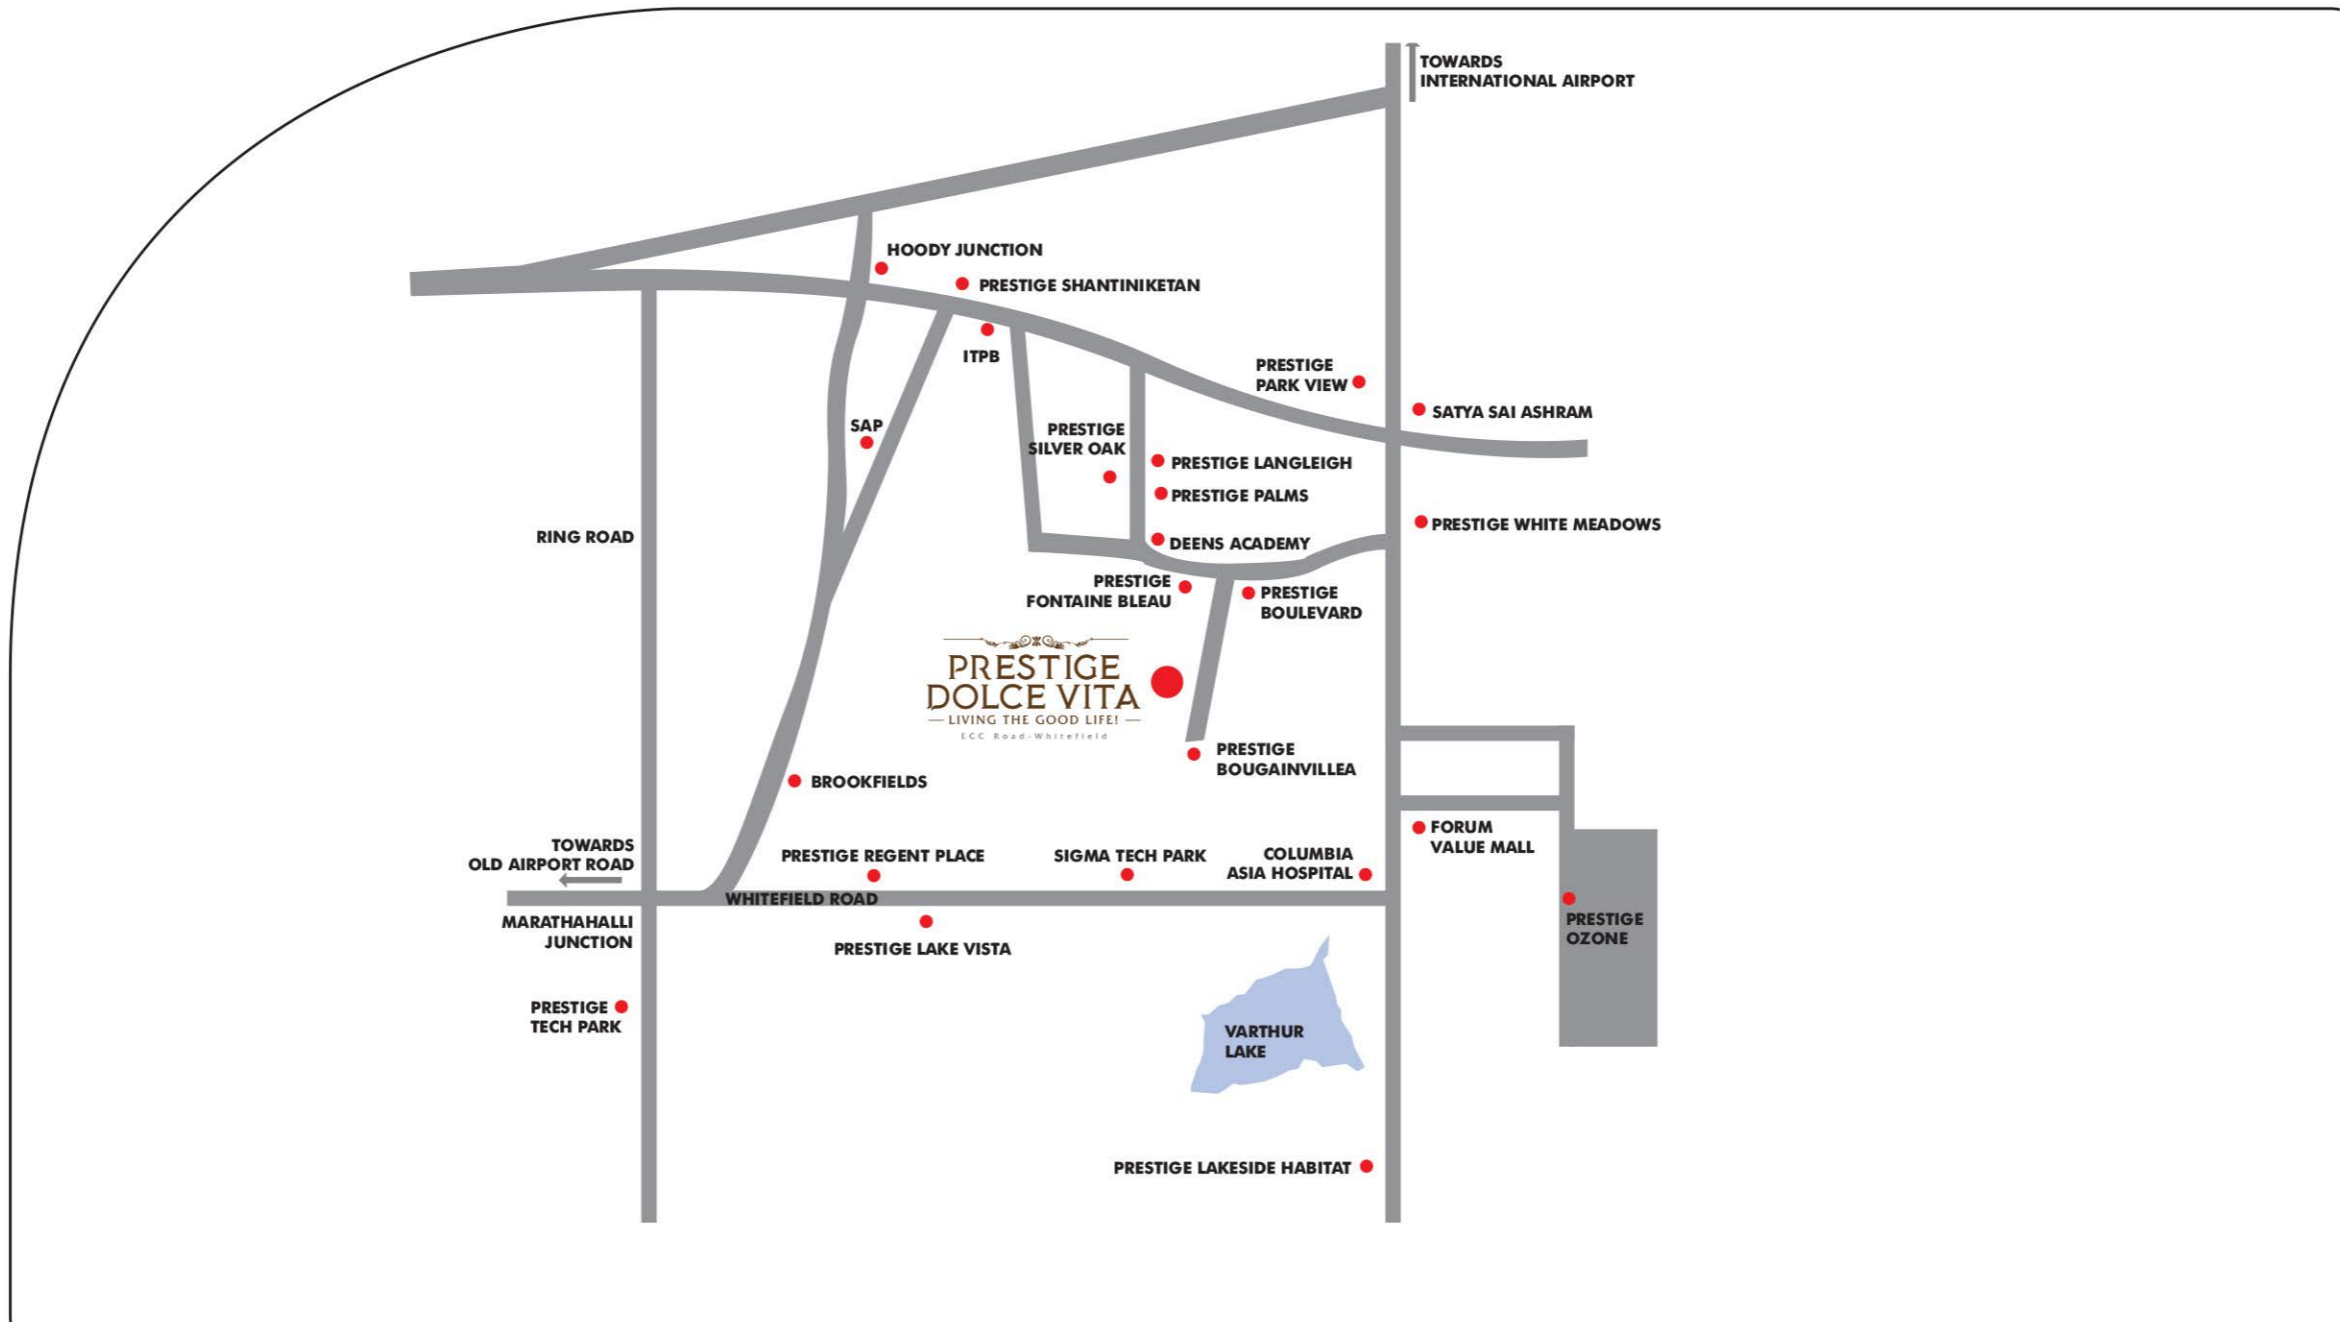 TOWARDS
INTERNATIONAL AIRPORT
HOODY JUNCTION
PRESTIGE SHANTINIKETAN
ITPB
PRESTIGE
PARK VIEW
SATYA SAI ASHRAM
SAP
PRESTIGE
SILVER OAK
PRESTIGE LANGLEIGH
PRESTIGE PALMS
PRESTIGE WHITE MEADOWS
RING ROAD
DEENS ACADEMY
PRESTIGE
FONTAINE BLEAU
PRESTIGE
BOULEVARD
PRESTIGE
DOLCE VITA
LIVING THE GOOD LIFE!
ECC Road-Whitefield
PRESTIGE
BOUGAINVILLEA
BROOKFIELDS
FORUM
VALUE MALL
TOWARDS
OLD AIRPORT ROAD
PRESTIGE REGENT PLACE
SIGMA TECH PARK
COLUMBIA
ASIA HOSPITAL
WHITEFIELD ROAD
MARATHAHALLI
JUNCTION
PRESTIGE LAKE VISTA
PRESTIGE
OZONE
PRESTIGE
TECH PARK
VARTHUR
LAKE
PRESTIGE LAKESIDE HABITAT